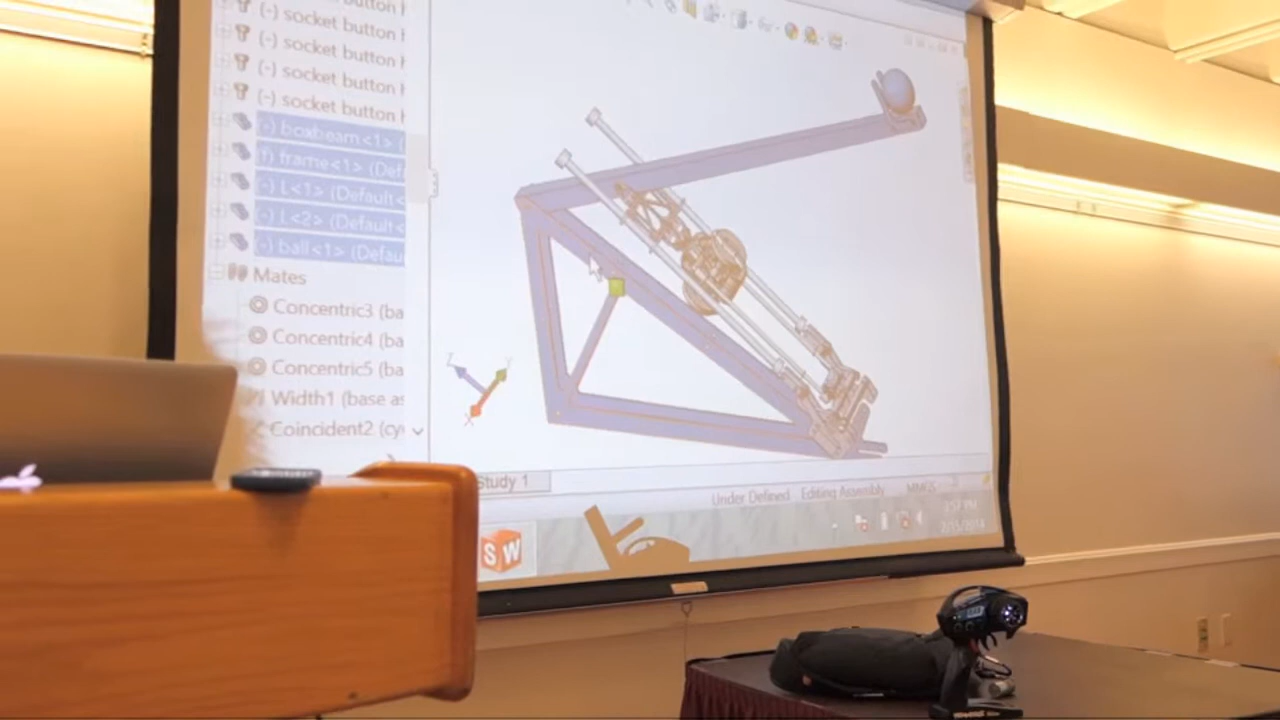 socket button h
(-) socket button h
(-) socket button h
(-) socket button h
(-) boxbeam<1> (
(f) frame<1> (Def
(-) L<1> (Default<
(-) L<2> (Default<
(-) ball<1> (Defau
Mates
Concentric3 (ba
Concentric4 (ba
Concentric5 (ba
Width1 (base as
Coincident2 (cy
Study 1
Under Defined
Editing Assembly
MMGS
SW